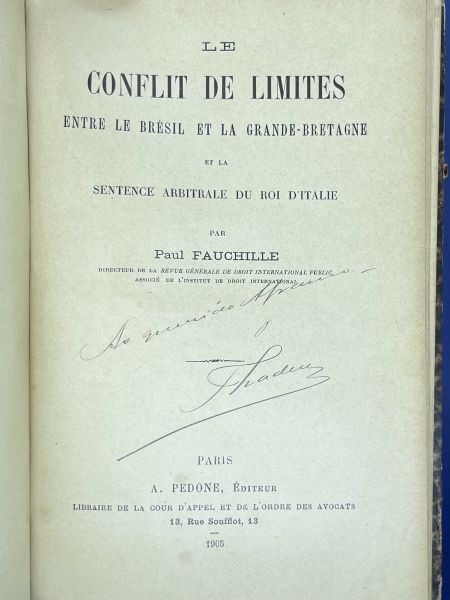 LE
CONFLIT DE LIMITES
ENTRE LE BRÉSIL ET LA GRANDE-BRETAGNE
ET LA
SENTENCE ARBITRALE DU ROI D'ITALIE
PAR
Paul FAUCHILLE
DIRECTEUR DE LA REVUE GÉNÉRALE DE DROIT INTERNATIONAL PUBLIC
ASSOCIÉ DE L'INSTITUT DE DROIT INTERNATIONAL
Ao querido
PARIS
A. PEDONE, Éditeur
LIBRAIRE DE LA COUR D'APPEL ET DE L'ORDRE DES AVOCATS
13, Rue Soufflot, 13
1905